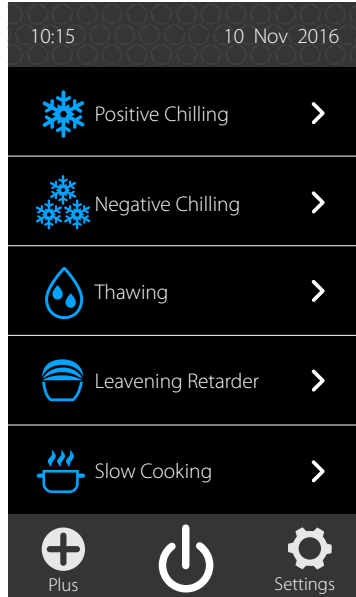 10:15 10 Nov 2016
Positive Chilling
Negative Chilling
Thawing
Leavening Retarder
Slow Cooking
Plus Settings